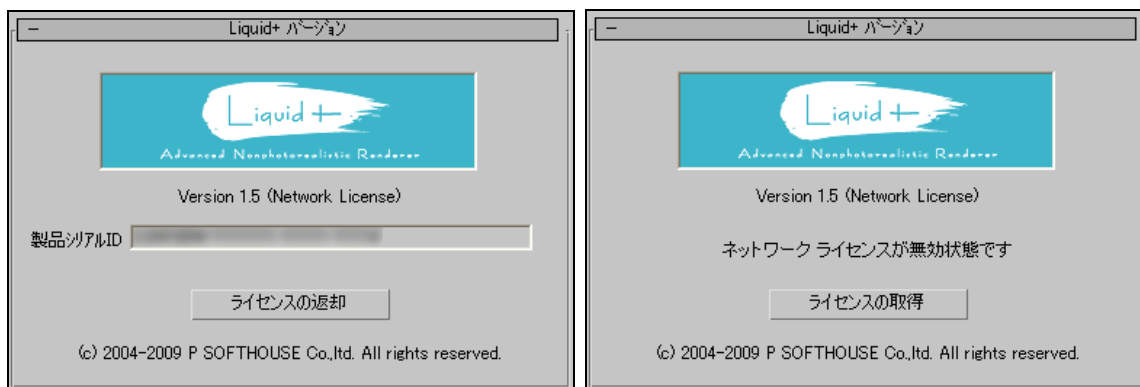 Liquid+ バージョン
Liquid+
Advanced Nonphotorealistic Renderer
Version 1.5 (Network License)
製品シリアルID
ライセンスの返却
(c) 2004-2009 P SOFTHOUSE Co.,ltd. All rights reserved.
Liquid+ バージョン
Liquid+
Advanced Nonphotorealistic Renderer
Version 1.5 (Network License)
ネットワーク ライセンスが無効状態です
ライセンスの取得
(c) 2004-2009 P SOFTHOUSE Co.,ltd. All rights reserved.